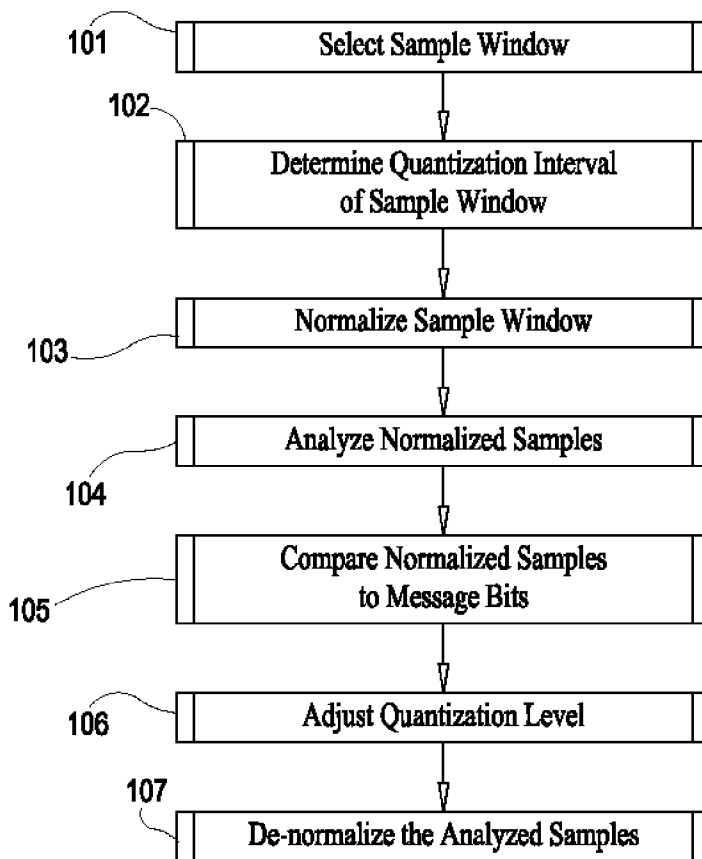 101
Select Sample Window
102
Determine Quantization Interval
of Sample Window
Normalize Sample Window
103
Analyze Normalized Samples
104
Compare Normalized Samples
to Message Bits
105
Adjust Quantization Level
106
107
De-normalize the Analyzed Samples